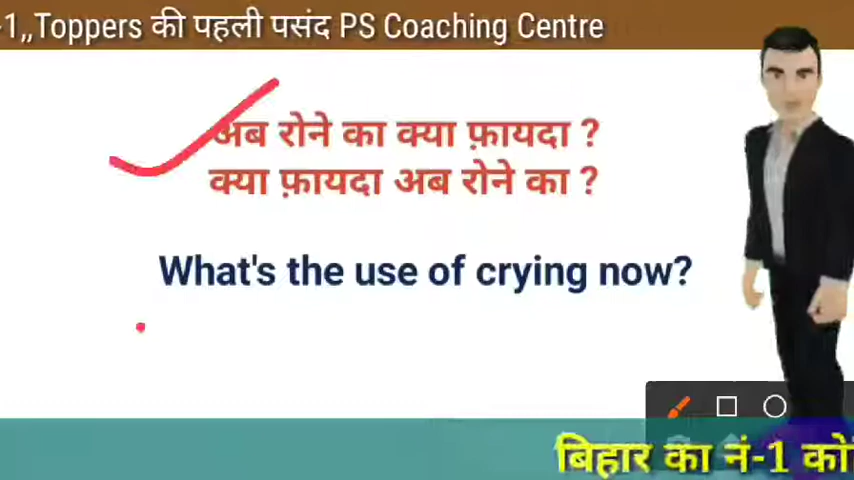 -1,,Toppers की पहली पसंद PS Coaching Centre
अब रोने का क्या फ़ायदा ?
क्या फ़ायदा अब रोने का ?
What's the use of crying now?
बिहार का नं-1 को